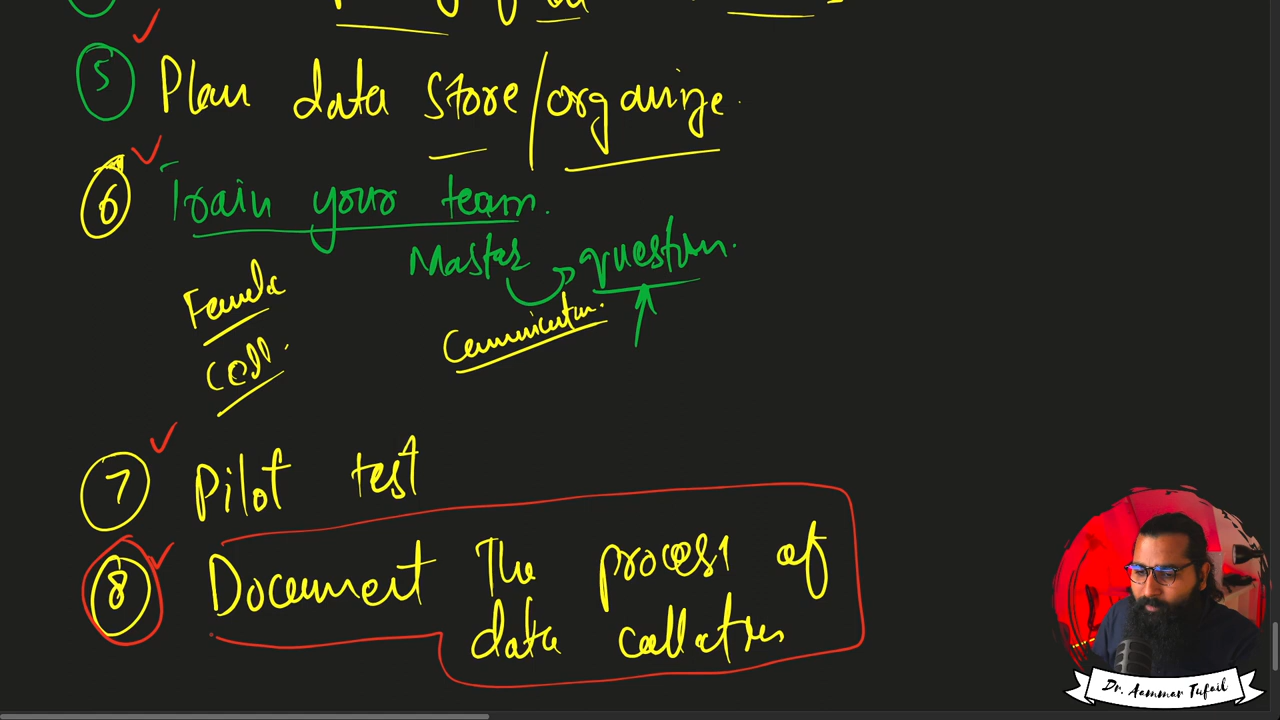 5 Plan data store/organize.
6 Train your team.
Master question.
Female
Communication.
Coll.
7 Pilot test
8 Document The process of
data collection
Dr. Aammar Tufail